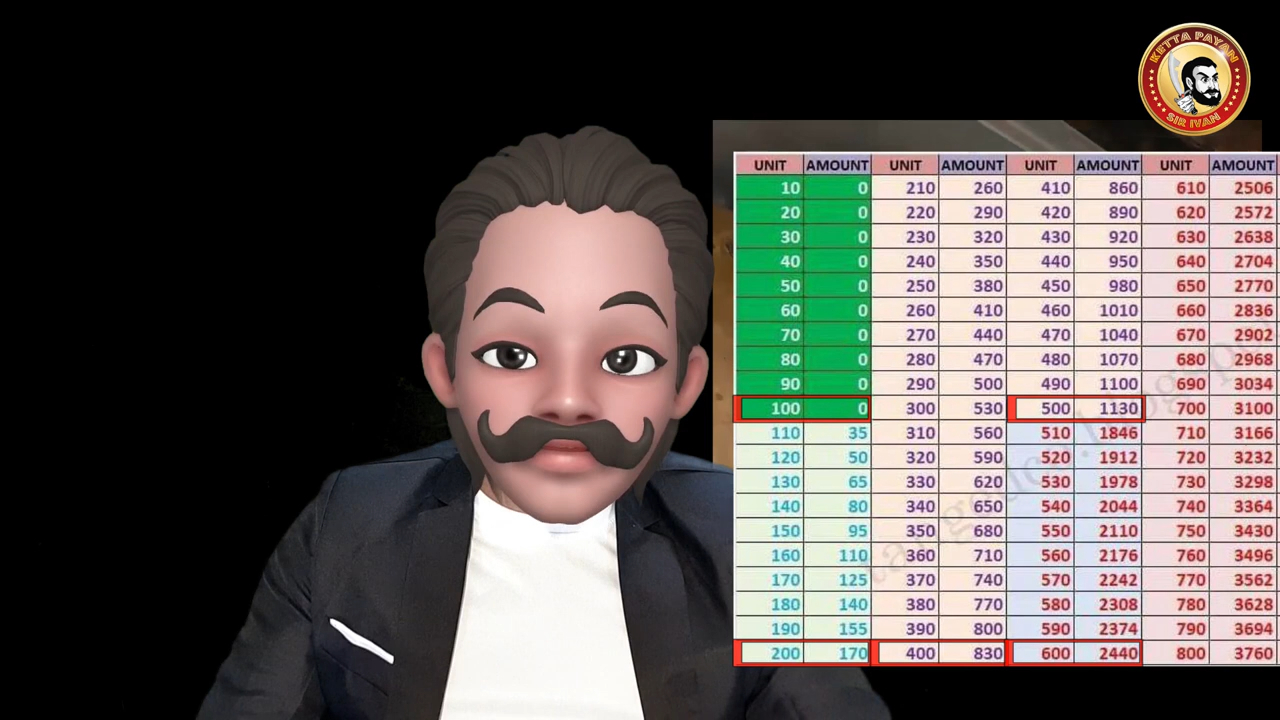 KETTA PAYAN
SIR IVAN
UNIT AMOUNT UNIT AMOUNT UNIT AMOUNT UNIT AMOUNT
10 0 210 260 410 860 610 2506
20 0 220 290 420 890 620 2572
30 0 230 320 430 920 630 2638
40 0 240 350 440 950 640 2704
50 0 250 380 450 980 650 2770
60 0 260 410 460 1010 660 2836
70 0 270 440 470 1040 670 2902
80 0 280 470 480 1070 680 2968
90 0 290 500 490 1100 690 3034
100 0 300 530 500 1130 700 3100
110 35 310 560 510 1846 710 3166
120 50 320 590 520 1912 720 3232
130 65 330 620 530 1978 730 3298
140 80 340 650 540 2044 740 3364
150 95 350 680 550 2110 750 3430
160 110 360 710 560 2176 760 3496
170 125 370 740 570 2242 770 3562
180 140 380 770 580 2308 780 3628
190 155 390 800 590 2374 790 3694
200 170 400 830 600 2440 800 3760